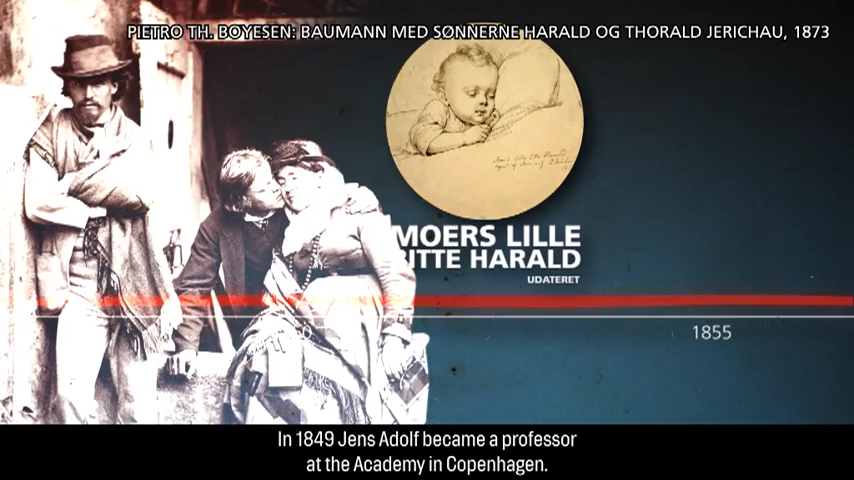 PIETRO TH. BOYESEN: BAUMANN MED SØNNERNE HARALD OG THORALD JERICHAU, 1873
MOERS LILLE
BITTE HARALD
UDATERET
1855
In 1849 Jens Adolf became a professor
at the Academy in Copenhagen.